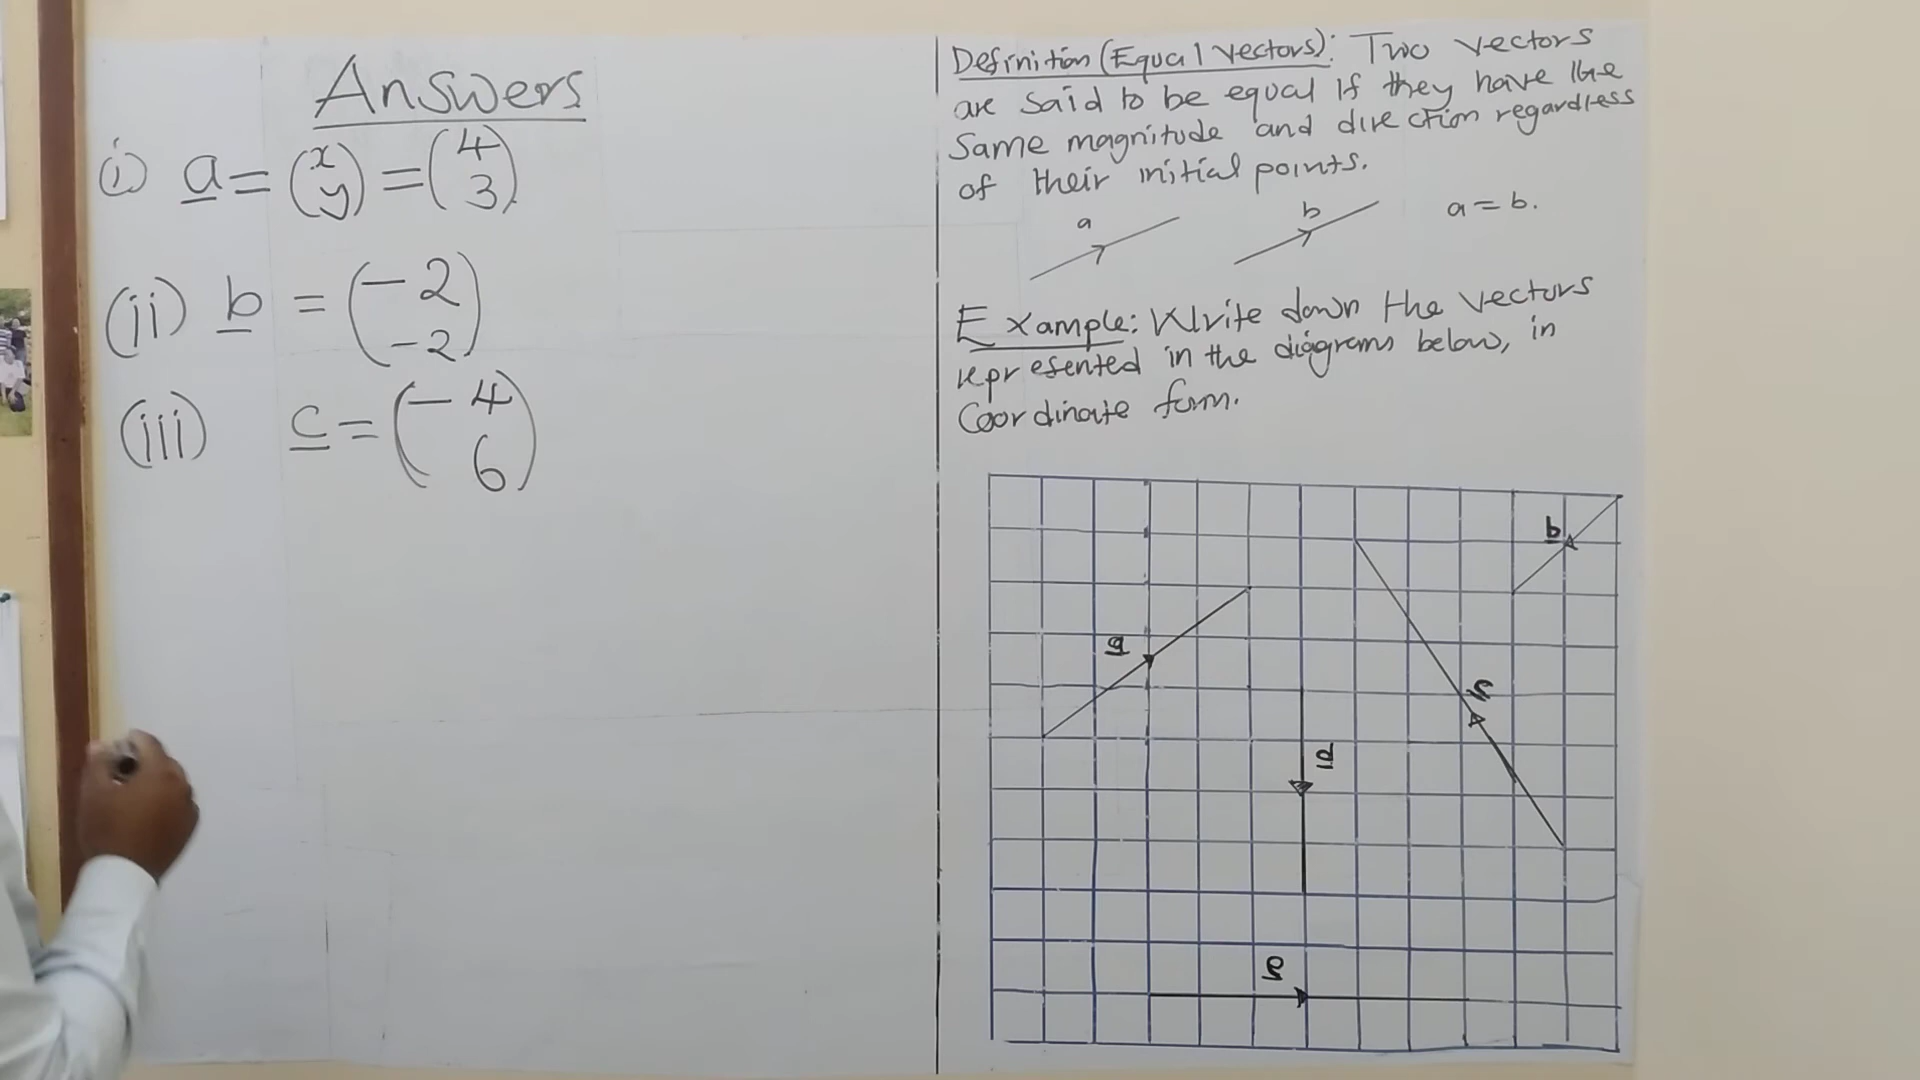 Answers
(i) a = (x y) = (4 3)
(ii) b = (-2 -2)
(iii) c = (-4 6)
Definition (Equal Vectors): Two vectors
are said to be equal if they have the
same magnitude and direction regardless
of their initial points.
a
b
a = b.
Example: Write down the vectors
represented in the diagrams below, in
Coordinate form.
b
a
c
d
e